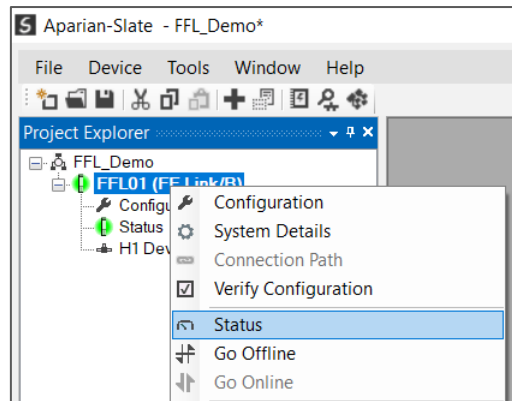 Aparian-Slate - FFL_Demo*
File Device Tools Window Help
Project Explorer
FFL_Demo
FFL01 (FF Link/B)
Configu
Status
H1 Dev
Configuration
System Details
Connection Path
Verify Configuration
Status
Go Offline
Go Online